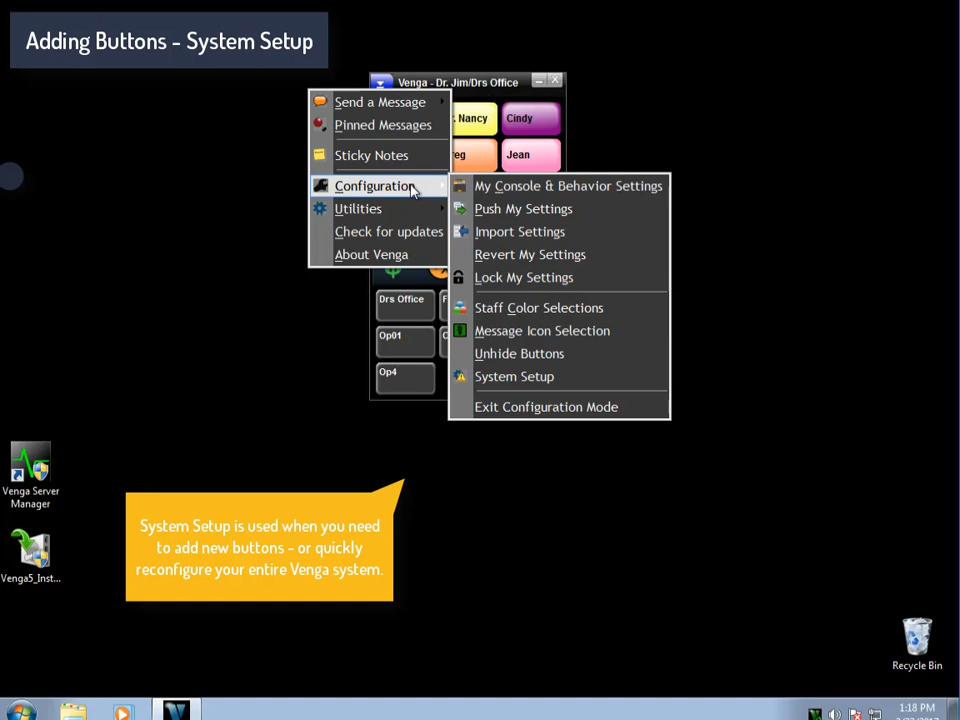 Adding Buttons - System Setup
Venga - Dr. Jim/Drs Office
Send a Message
Pinned Messages
Sticky Notes
Configuration
Utilities
Check for updates
About Venga
Nancy
Cindy
Jean
My Console & Behavior Settings
Push My Settings
Import Settings
Revert My Settings
Lock My Settings
Staff Color Selections
Message Icon Selection
Unhide Buttons
System Setup
Exit Configuration Mode
Drs Office
Op01
Op4
Venga Server
Manager
Venga5_Inst...
System Setup is used when you need
to add new buttons - or quickly
reconfigure your entire Venga system.
Recycle Bin
1:18 PM